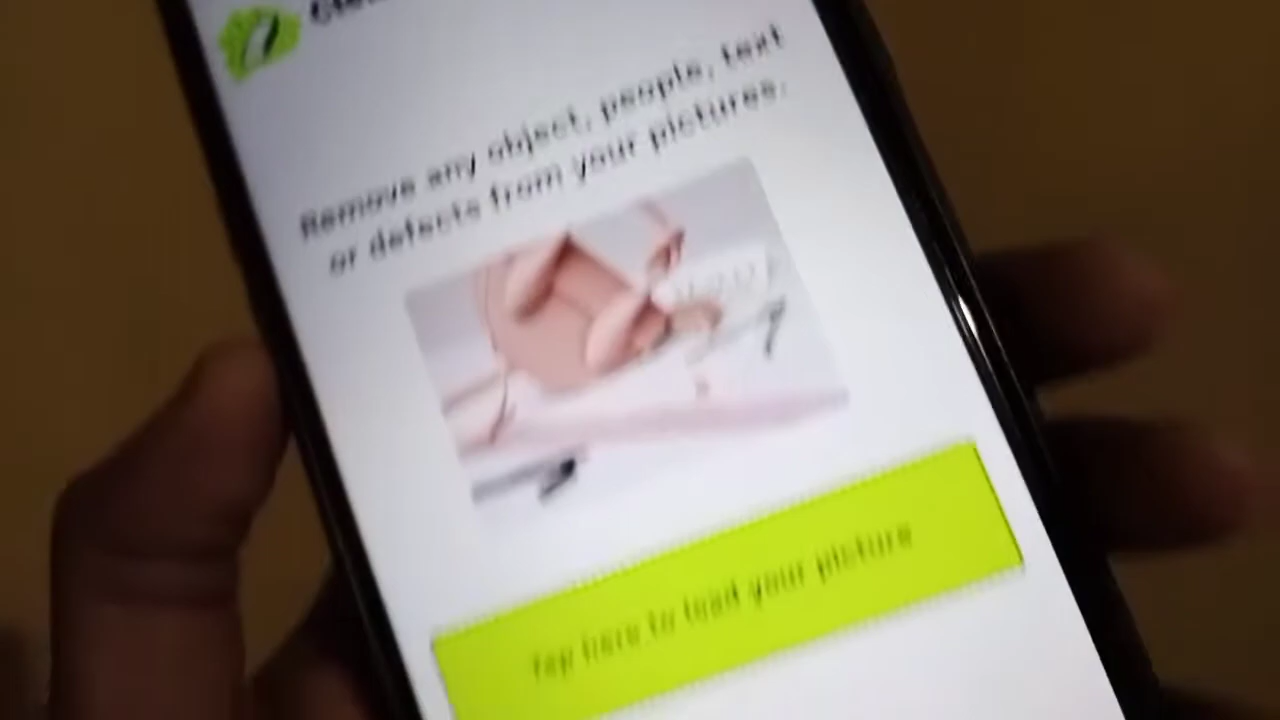 Remove any object, people, text
or defects from your pictures.
Tap here to load your picture